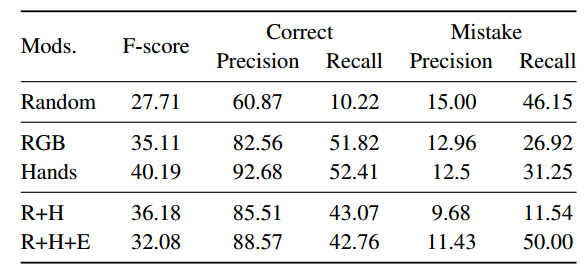 Mods. F-score Correct Mistake
Precision Recall Precision Recall
Random 27.71 60.87 10.22 15.00 46.15
RGB 35.11 82.56 51.82 12.96 26.92
Hands 40.19 92.68 52.41 12.5 31.25
R+H 36.18 85.51 43.07 9.68 11.54
R+H+E 32.08 88.57 42.76 11.43 50.00